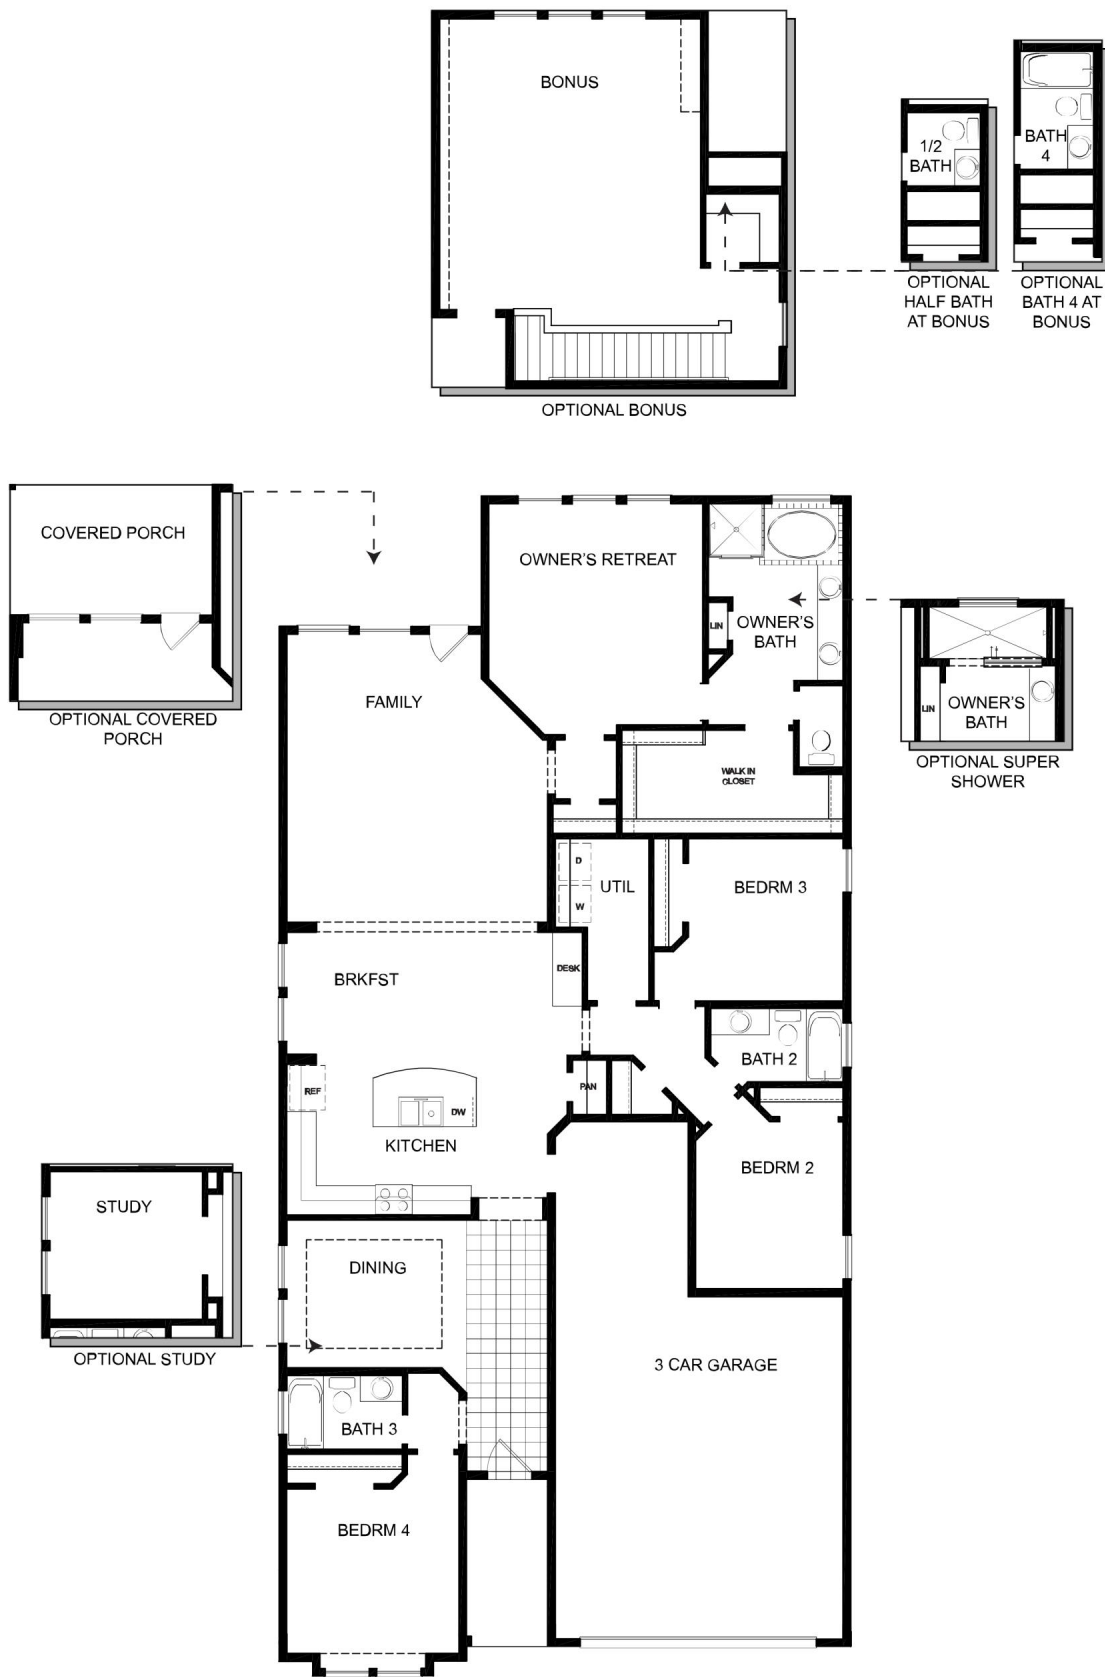 BONUS
1/2
BATH
BATH
4
OPTIONAL
HALF BATH
AT BONUS
OPTIONAL
BATH 4 AT
BONUS
OPTIONAL BONUS
COVERED PORCH
OPTIONAL COVERED
PORCH
OWNER'S RETREAT
LIN
OWNER'S
BATH
LIN
OWNER'S
BATH
OPTIONAL SUPER
SHOWER
FAMILY
WALK IN
CLOSET
D
W
UTIL
BEDRM 3
BRKFST
DESK
BATH 2
REF
PAN
DW
KITCHEN
BEDRM 2
STUDY
OPTIONAL STUDY
DINING
3 CAR GARAGE
BATH 3
BEDRM 4